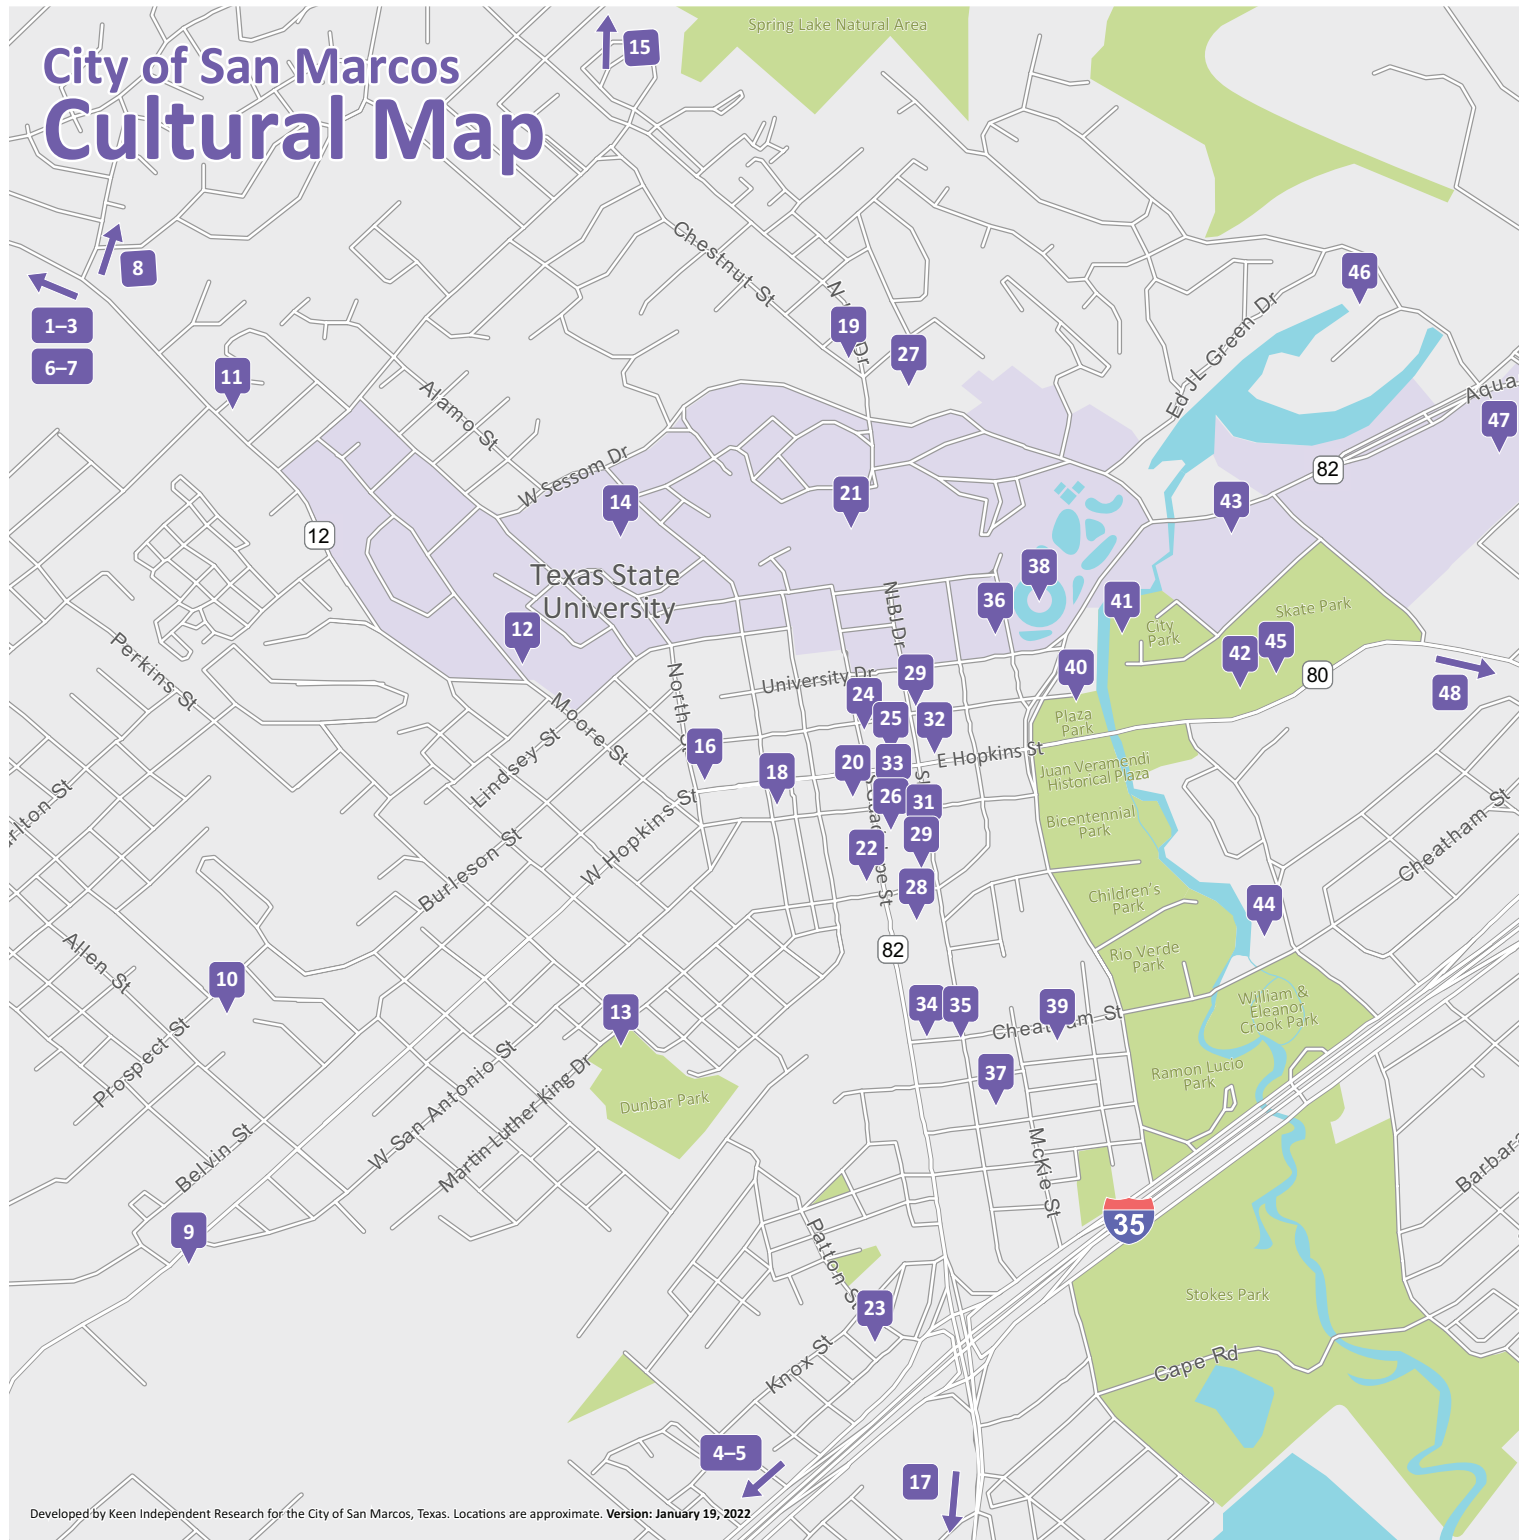 City of San Marcos
Cultural Map
Spring Lake Natural Area
15
8
1–3
6–7
11
Chestnut St
19
27
46
Ed JL Green Dr
Aqua
47
Alamo St
W Sessom Dr
82
14
21
43
12
Texas State
University
38
36
41
12
NLBJ Dr
City
Park
Skate Park
42
45
80
48
Perkins St
North St
University Dr
29
40
24
25
32
Plaza
Park
Moore St
Lindsey St
16
18
20
33
E Hopkins St
Juan Veramendi
Historical Plaza
26
31
W Hopkins St
Bicentennial
Park
29
22
Burleson St
28
Children's
Park
Cheatham St
44
Allen St
82
Rio Verde
Park
10
13
34
35
39
Cheatham St
William &
Eleanor
Crook Park
Prospect St
37
Ramon Lucio
Park
W San Antonio St
Martin Luther King Dr
Dunbar Park
Belvin St
McKie St
9
35
Patton St
Stokes Park
23
Knox St
Cape Rd
4–5
17
Developed by Keen Independent Research for the City of San Marcos, Texas. Locations are approximate. Version: January 19, 2022